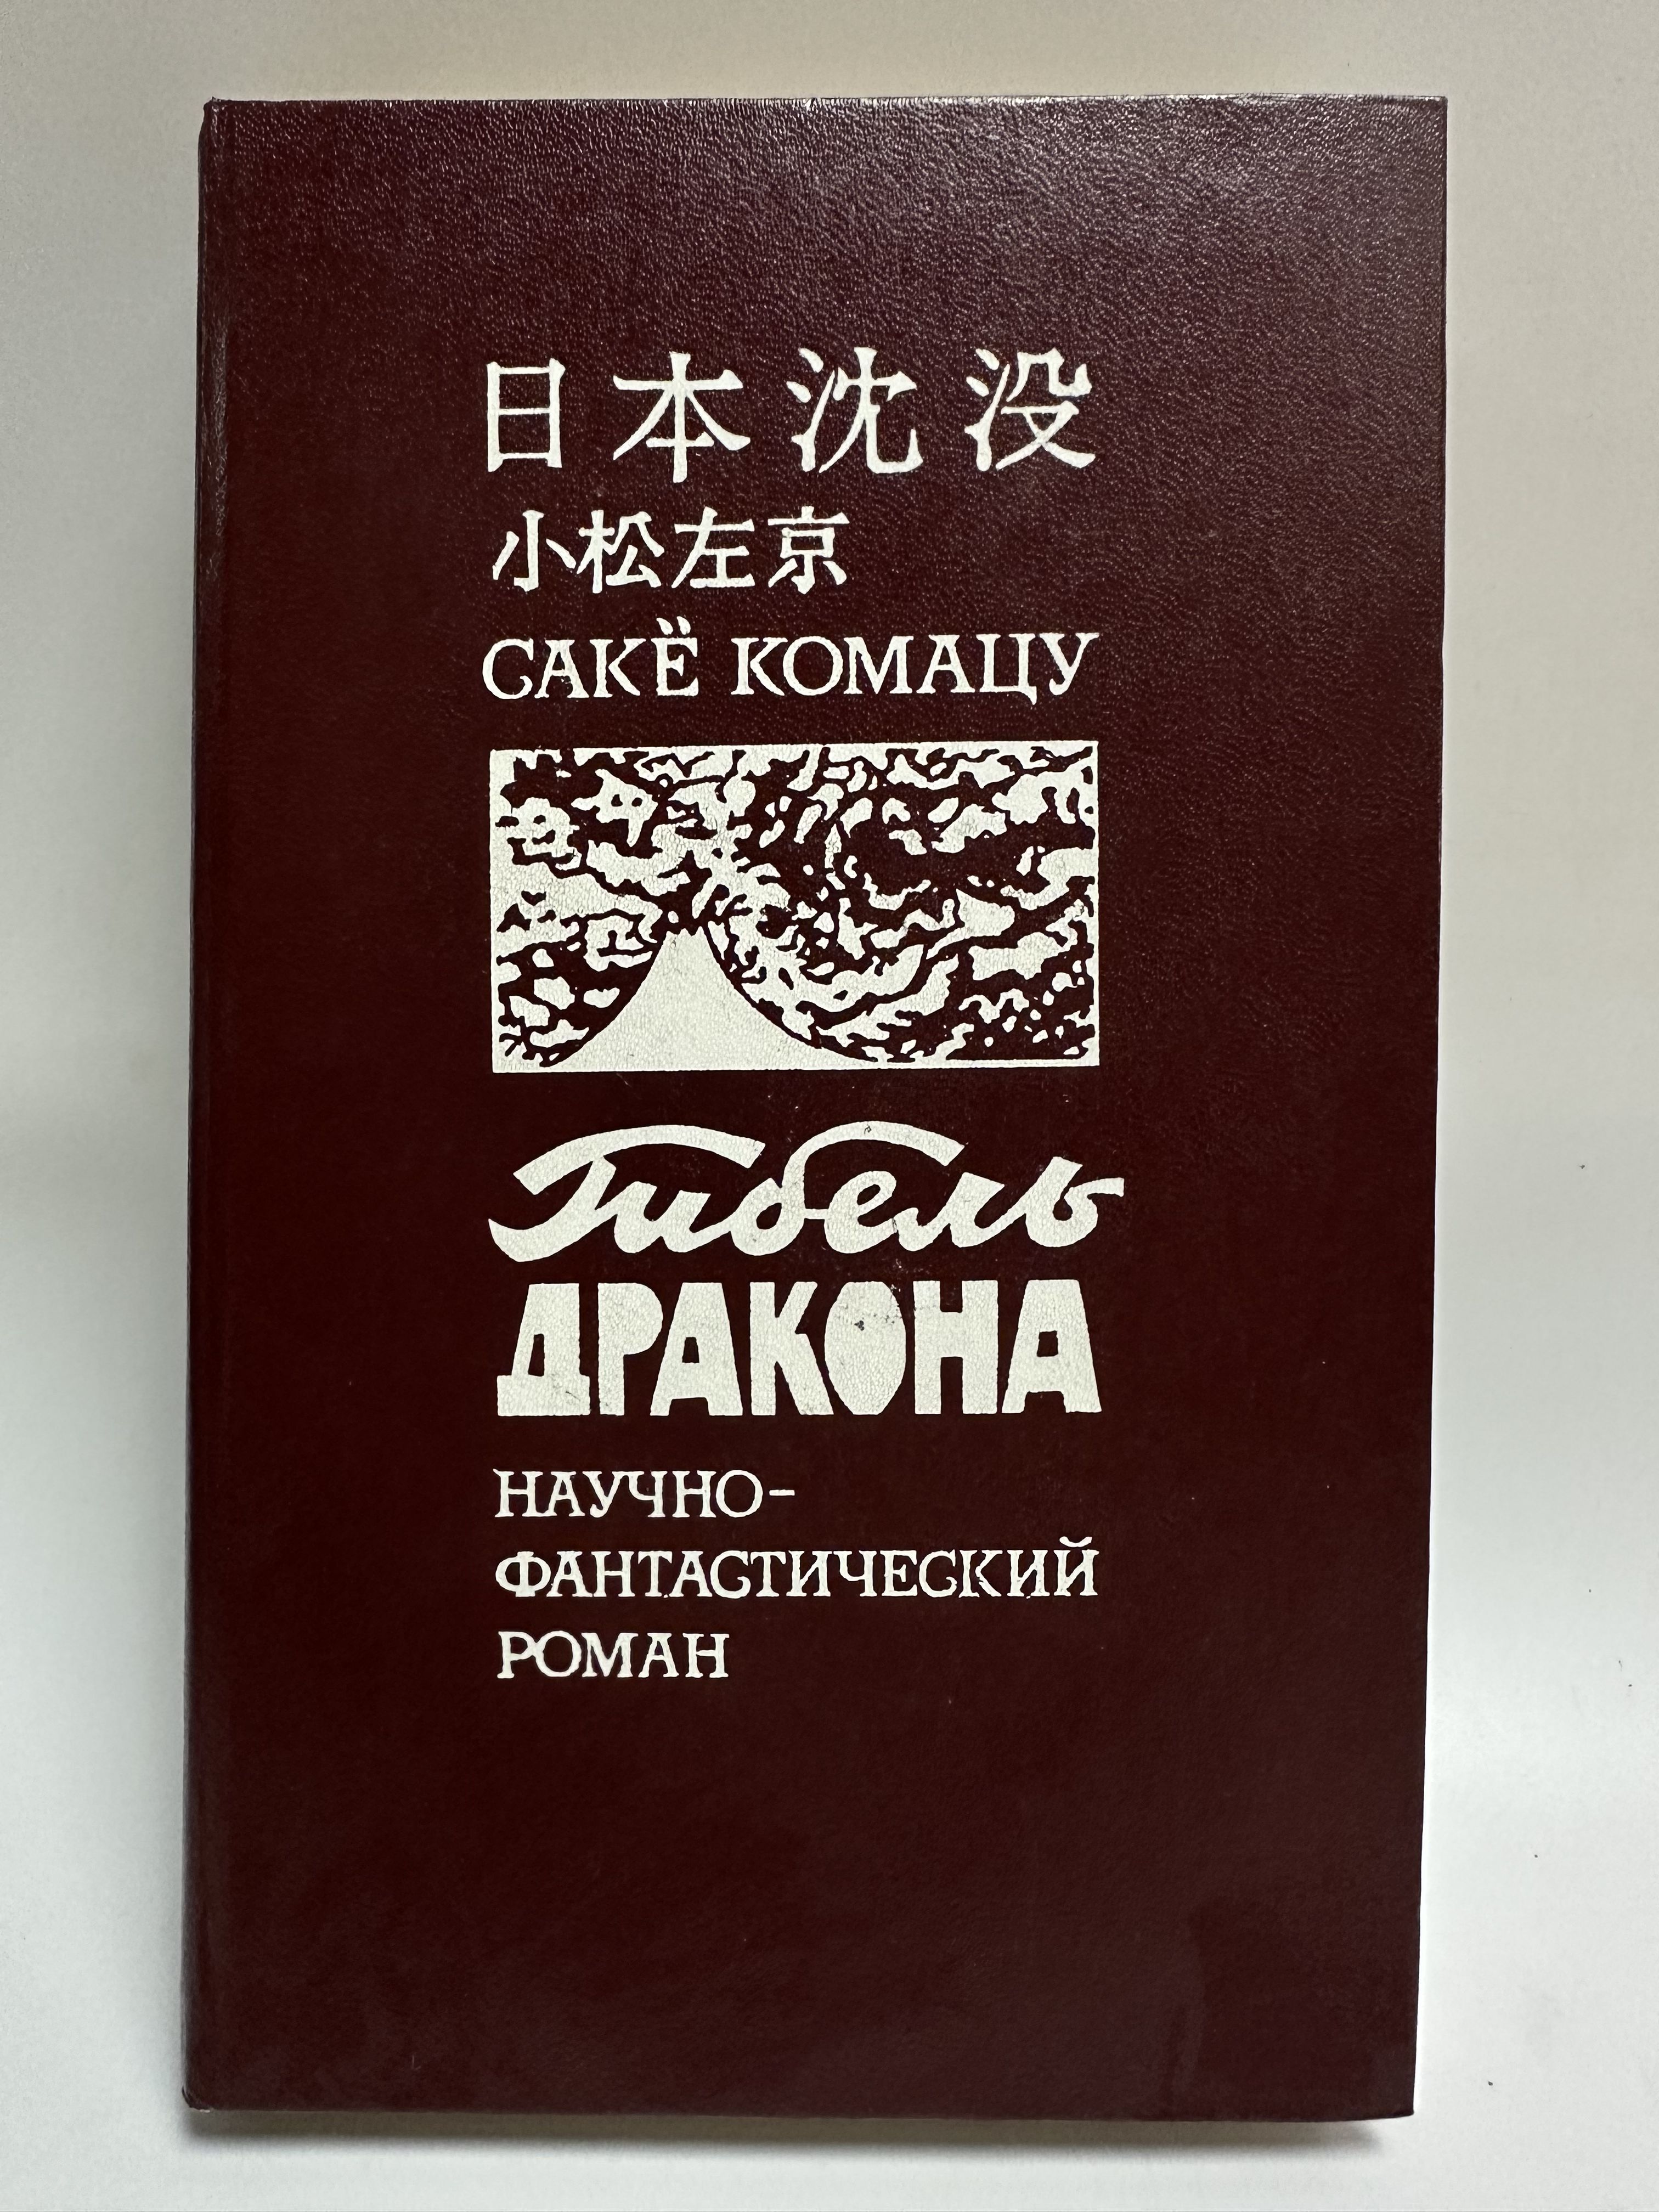 日本沈没
小松左京
САКЁ КОМАЦУ
Гибель
ДРАКОНА
НАУЧНО-
ФАНТАСТИЧЕСКИЙ
РОМАН